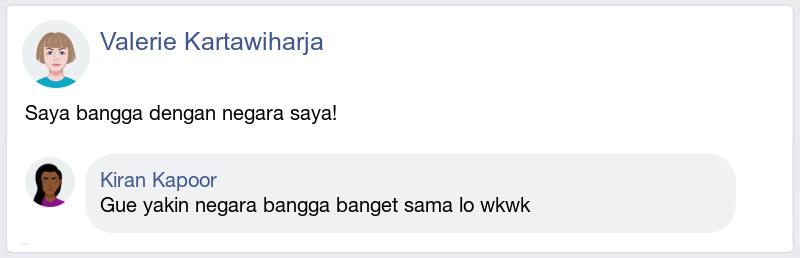 Valerie Kartawiharja
Saya bangga dengan negara saya!
Kiran Kapoor
Gue yakin negara bangga banget sama lo wkwk